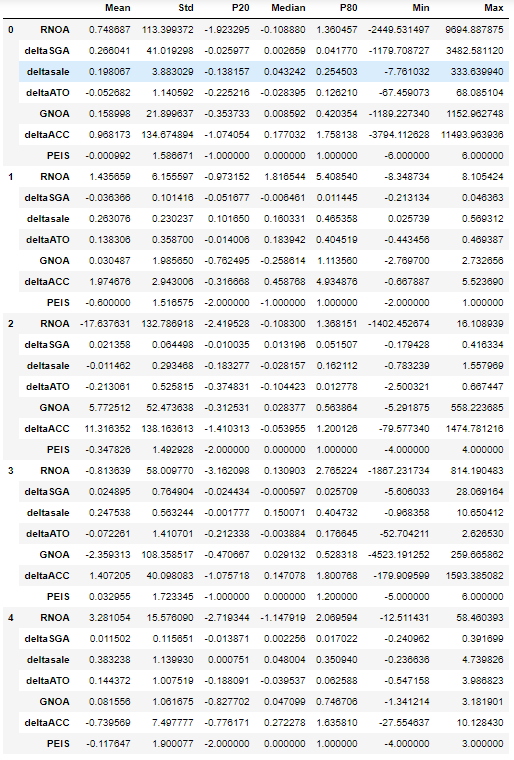 Mean Std P20 Median P80 Min Max
0 RNOA 0.748687 113.399372 -1.923295 -0.108880 1.360457 -2449.531497 9694.887875
deltaSGA 0.266041 41.019298 -0.025977 0.002659 0.041770 -1179.708727 3482.581120
deltasale 0.198067 3.883029 -0.138157 0.043242 0.254503 -7.761032 333.639940
deltaATO -0.052682 1.140592 -0.225216 -0.028395 0.126210 -67.459073 68.085104
GNOA 0.158998 21.899637 -0.353733 0.008592 0.420354 -1189.227340 1152.962748
deltaACC 0.968173 134.674894 -1.074054 0.177032 1.758138 -3794.112628 11493.963936
PEIS -0.000992 1.586671 -1.000000 0.000000 1.000000 -6.000000 6.000000
1 RNOA 1.435659 6.155597 -0.973152 1.816544 5.408540 -8.348734 8.105424
deltaSGA -0.036366 0.101416 -0.051677 -0.006461 0.011445 -0.213134 0.046363
deltasale 0.263076 0.230237 0.101650 0.160331 0.465358 0.025739 0.569312
deltaATO 0.138306 0.358700 -0.014006 0.183942 0.404519 -0.443456 0.469387
GNOA 0.030487 1.985650 -0.762495 -0.258614 1.113560 -2.769700 2.732656
deltaACC 1.974676 2.943006 -0.316668 0.458768 4.934876 -0.667887 5.523690
PEIS -0.600000 1.516575 -2.000000 -1.000000 1.000000 -2.000000 1.000000
2 RNOA -17.637631 132.786918 -2.419528 -0.108300 1.368151 -1402.452674 16.108939
deltaSGA 0.021358 0.064498 -0.010035 0.013196 0.051507 -0.179428 0.416334
deltasale -0.011462 0.293468 -0.183277 -0.028157 0.162112 -0.783239 1.557969
deltaATO -0.213061 0.525815 -0.374831 -0.104423 0.012778 -2.500321 0.667447
GNOA 5.772512 52.473638 -0.312531 0.028377 0.563864 -5.291875 558.223685
deltaACC 11.316352 138.163613 -1.410313 -0.053955 1.200126 -79.577340 1474.781216
PEIS -0.347826 1.492928 -2.000000 0.000000 1.000000 -4.000000 4.000000
3 RNOA -0.813639 58.009770 -3.162098 0.130903 2.765224 -1867.231734 814.190483
deltaSGA 0.024895 0.764904 -0.024434 -0.000597 0.025709 -5.606033 28.069164
deltasale 0.247538 0.563244 -0.001777 0.150071 0.404732 -0.968358 10.650412
deltaATO -0.072261 1.410701 -0.212338 -0.003884 0.176645 -52.704211 2.626530
GNOA -2.359313 108.358517 -0.470667 0.029132 0.528318 -4523.191252 259.665862
deltaACC 1.407205 40.098083 -1.075718 0.147078 1.800768 -179.909599 1593.385082
PEIS 0.032955 1.723345 -1.000000 0.000000 1.200000 -5.000000 6.000000
4 RNOA 3.281054 15.576090 -2.719344 -1.147919 2.069594 -12.511431 58.460393
deltaSGA 0.011502 0.115651 -0.013871 0.002256 0.017022 -0.240962 0.391699
deltasale 0.383238 1.139930 0.000751 0.048004 0.350940 -0.236636 4.739826
deltaATO 0.144372 1.007519 -0.188091 -0.039537 0.062588 -0.547158 3.986823
GNOA 0.081556 1.061675 -0.827702 0.047099 0.746706 -1.341214 3.181901
deltaACC -0.739569 7.497777 -0.776171 0.272278 1.635810 -27.554637 10.128430
PEIS -0.117647 1.900077 -2.000000 0.000000 1.000000 -4.000000 3.000000